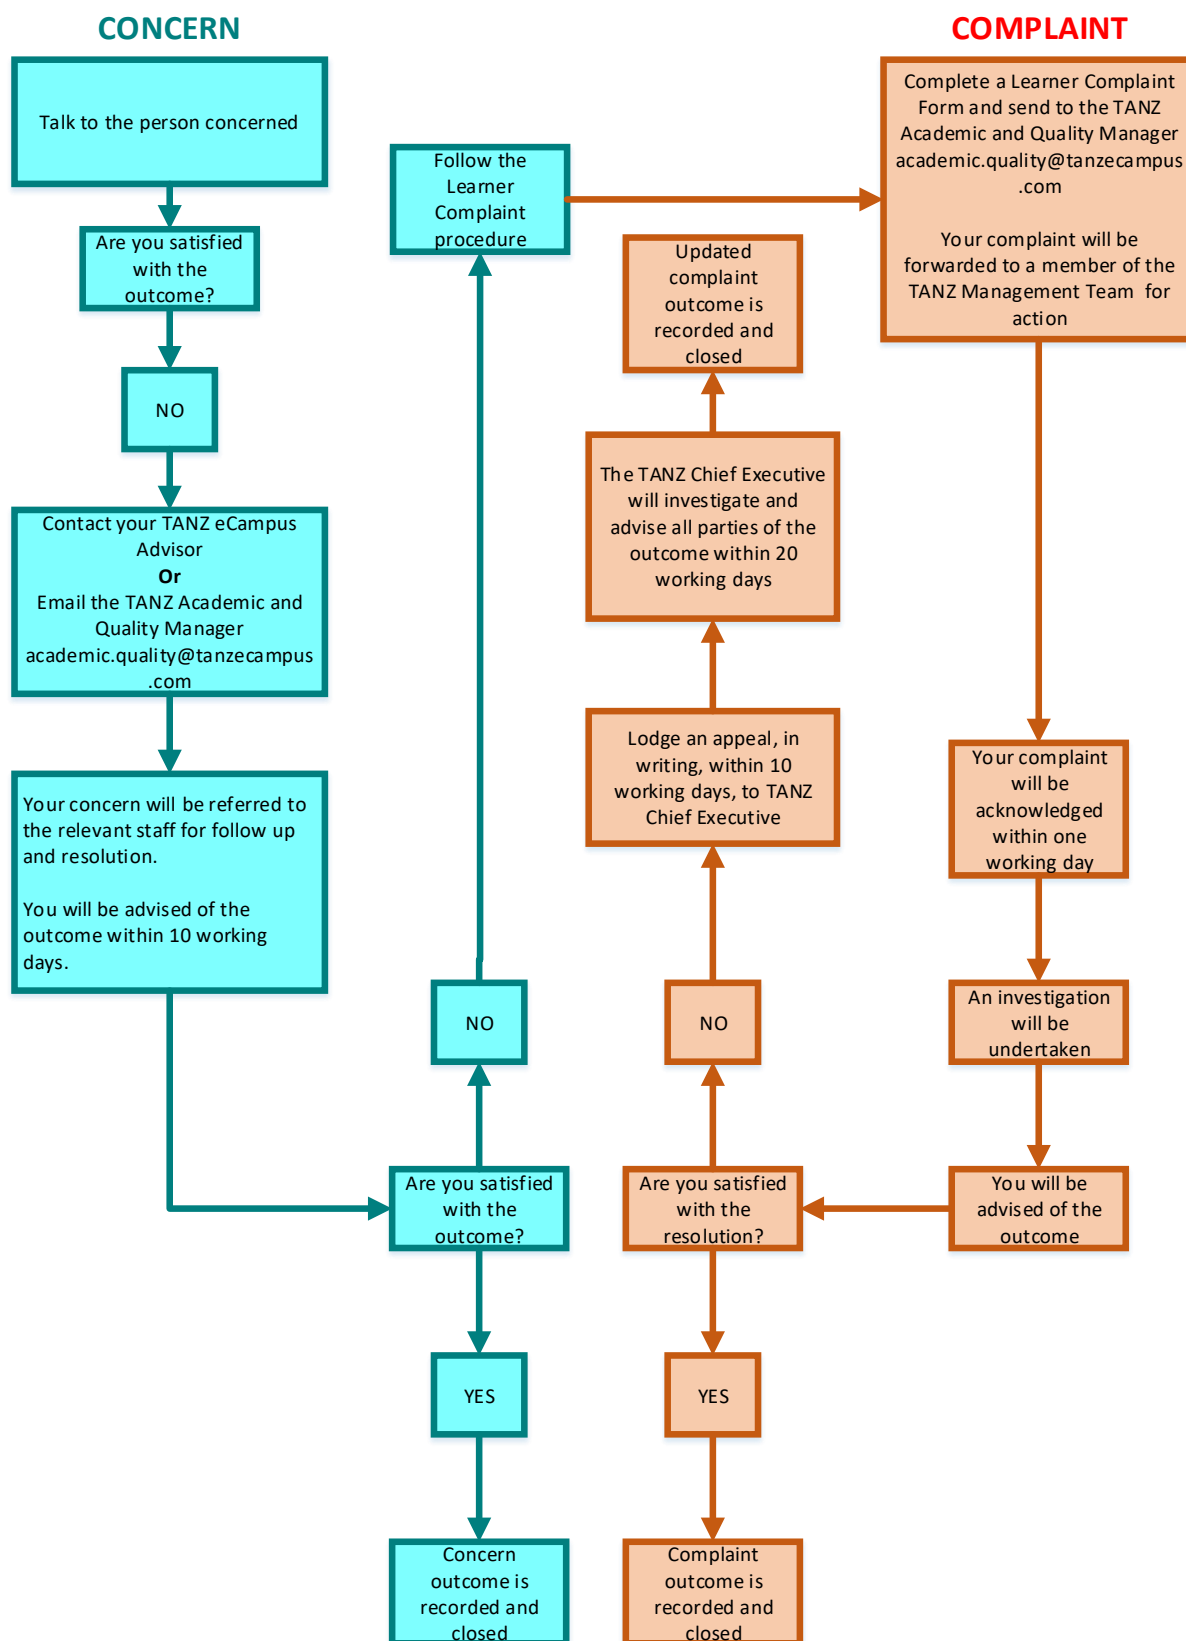 CONCERN
Talk to the person concerned
Are you satisfied
with the
outcome?
NO
Contact your TANZ eCampus
Advisor
Or
Email the TANZ Academic and
Quality Manager
academic.quality@tanzecampus
.com
Your concern will be referred to
the relevant staff for follow up
and resolution.
You will be advised of the
outcome within 10 working
days.
Are you satisfied
with the
outcome?
NO
Follow the
Learner
Complaint
procedure
YES
Concern
outcome is
recorded and
closed
COMPLAINT
Complete a Learner Complaint
Form and send to the TANZ
Academic and Quality Manager
academic.quality@tanzecampus
.com
Your complaint will be
forwarded to a member of the
TANZ Management Team for
action
Your complaint
will be
acknowledged
within one
working day
An investigation
will be
undertaken
You will be
advised of the
outcome
Are you satisfied
with the
resolution?
NO
Lodge an appeal, in
writing, within 10
working days, to TANZ
Chief Executive
The TANZ Chief Executive
will investigate and
advise all parties of the
outcome within 20
working days
Updated
complaint
outcome is
recorded and
closed
YES
Complaint
outcome is
recorded and
closed